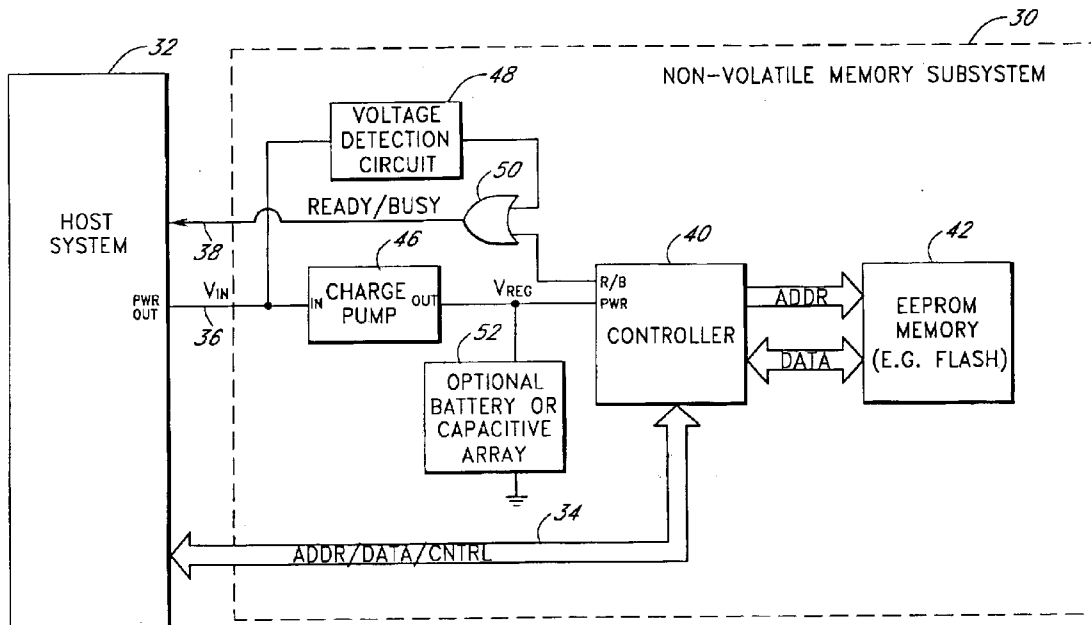 32
30
48
NON-VOLATILE MEMORY SUBSYSTEM
VOLTAGE
DETECTION
CIRCUIT
50
READY/BUSY
38
HOST
SYSTEM
46
40
42
PWR
OUT
VIN
36
IN
CHARGE
PUMP
OUT
VREG
R/B
PWR
CONTROLLER
ADDR
DATA
EEPROM
MEMORY
(E.G. FLASH)
52
OPTIONAL
BATTERY OR
CAPACITIVE
ARRAY
34
ADDR/DATA/CNTRL